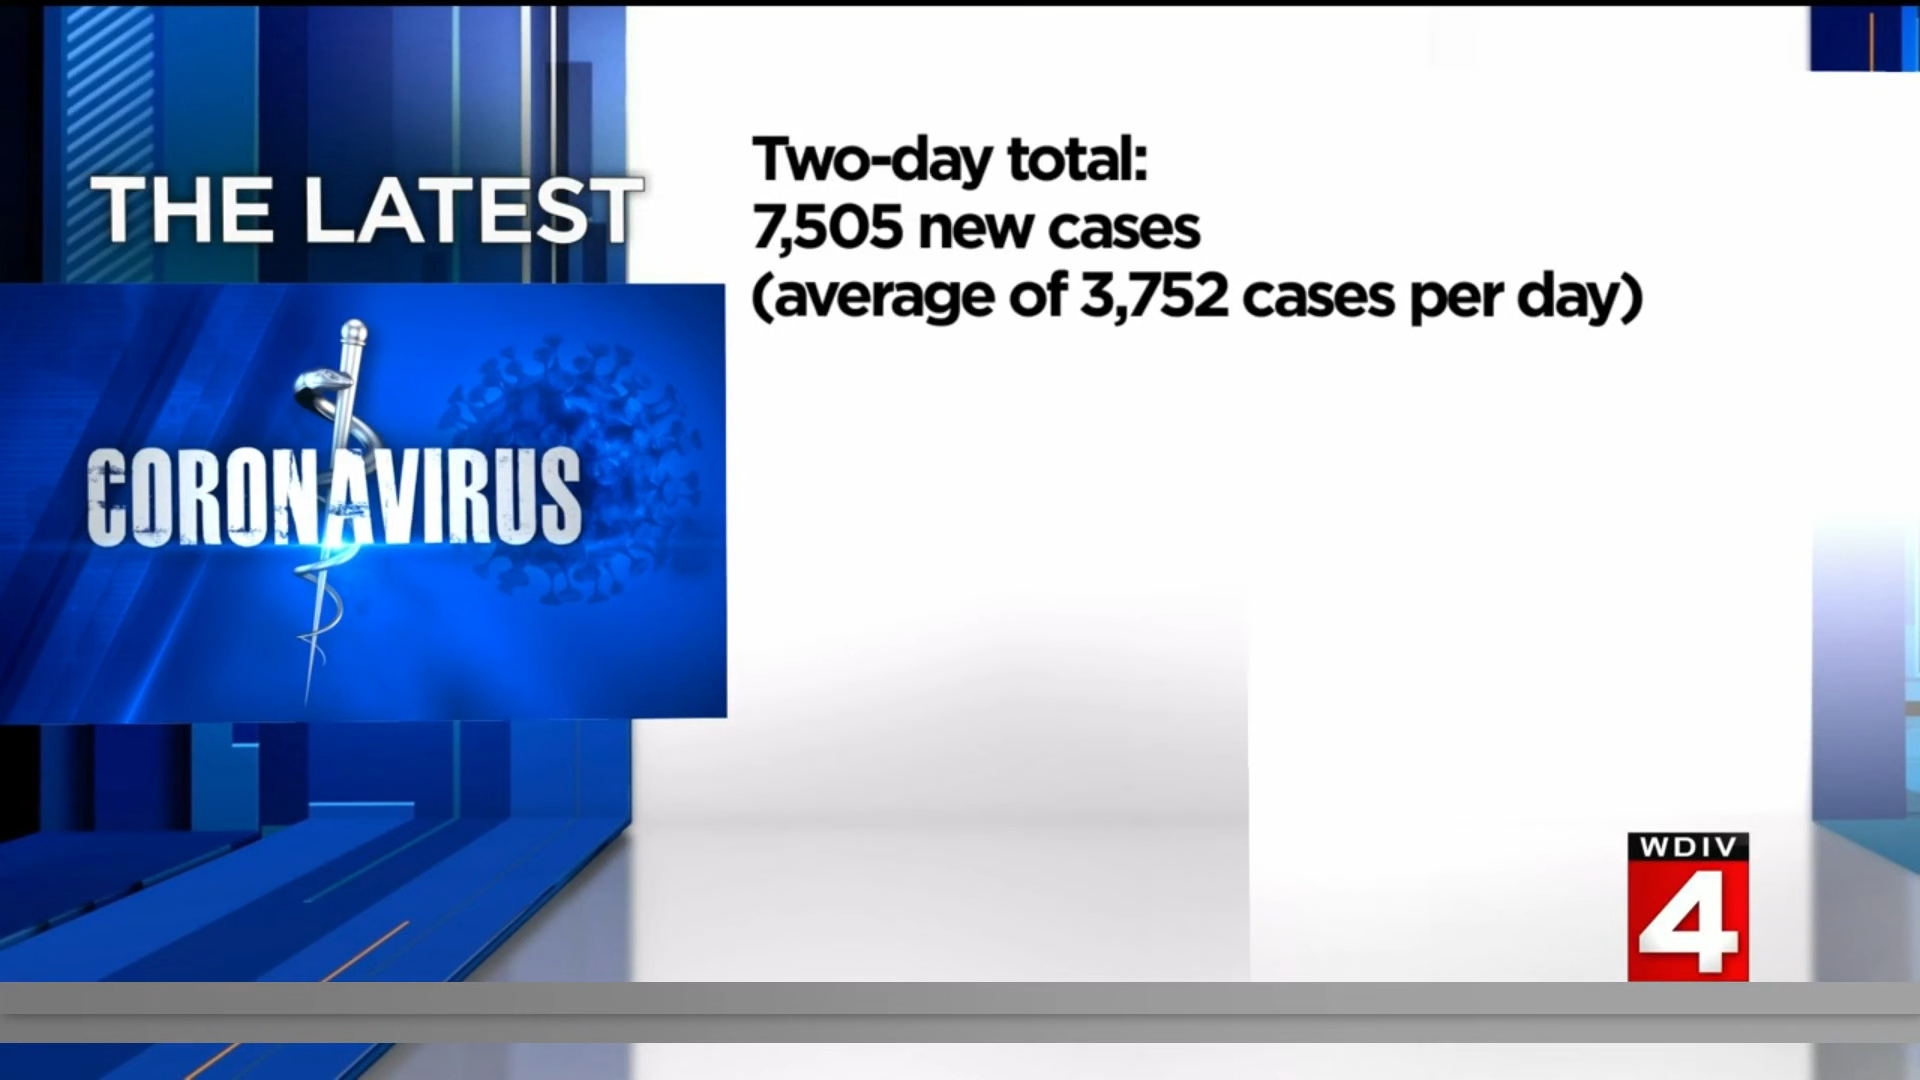 THE LATEST
CORONAVIRUS
Two-day total:
7,505 new cases
(average of 3,752 cases per day)
WDIV
4